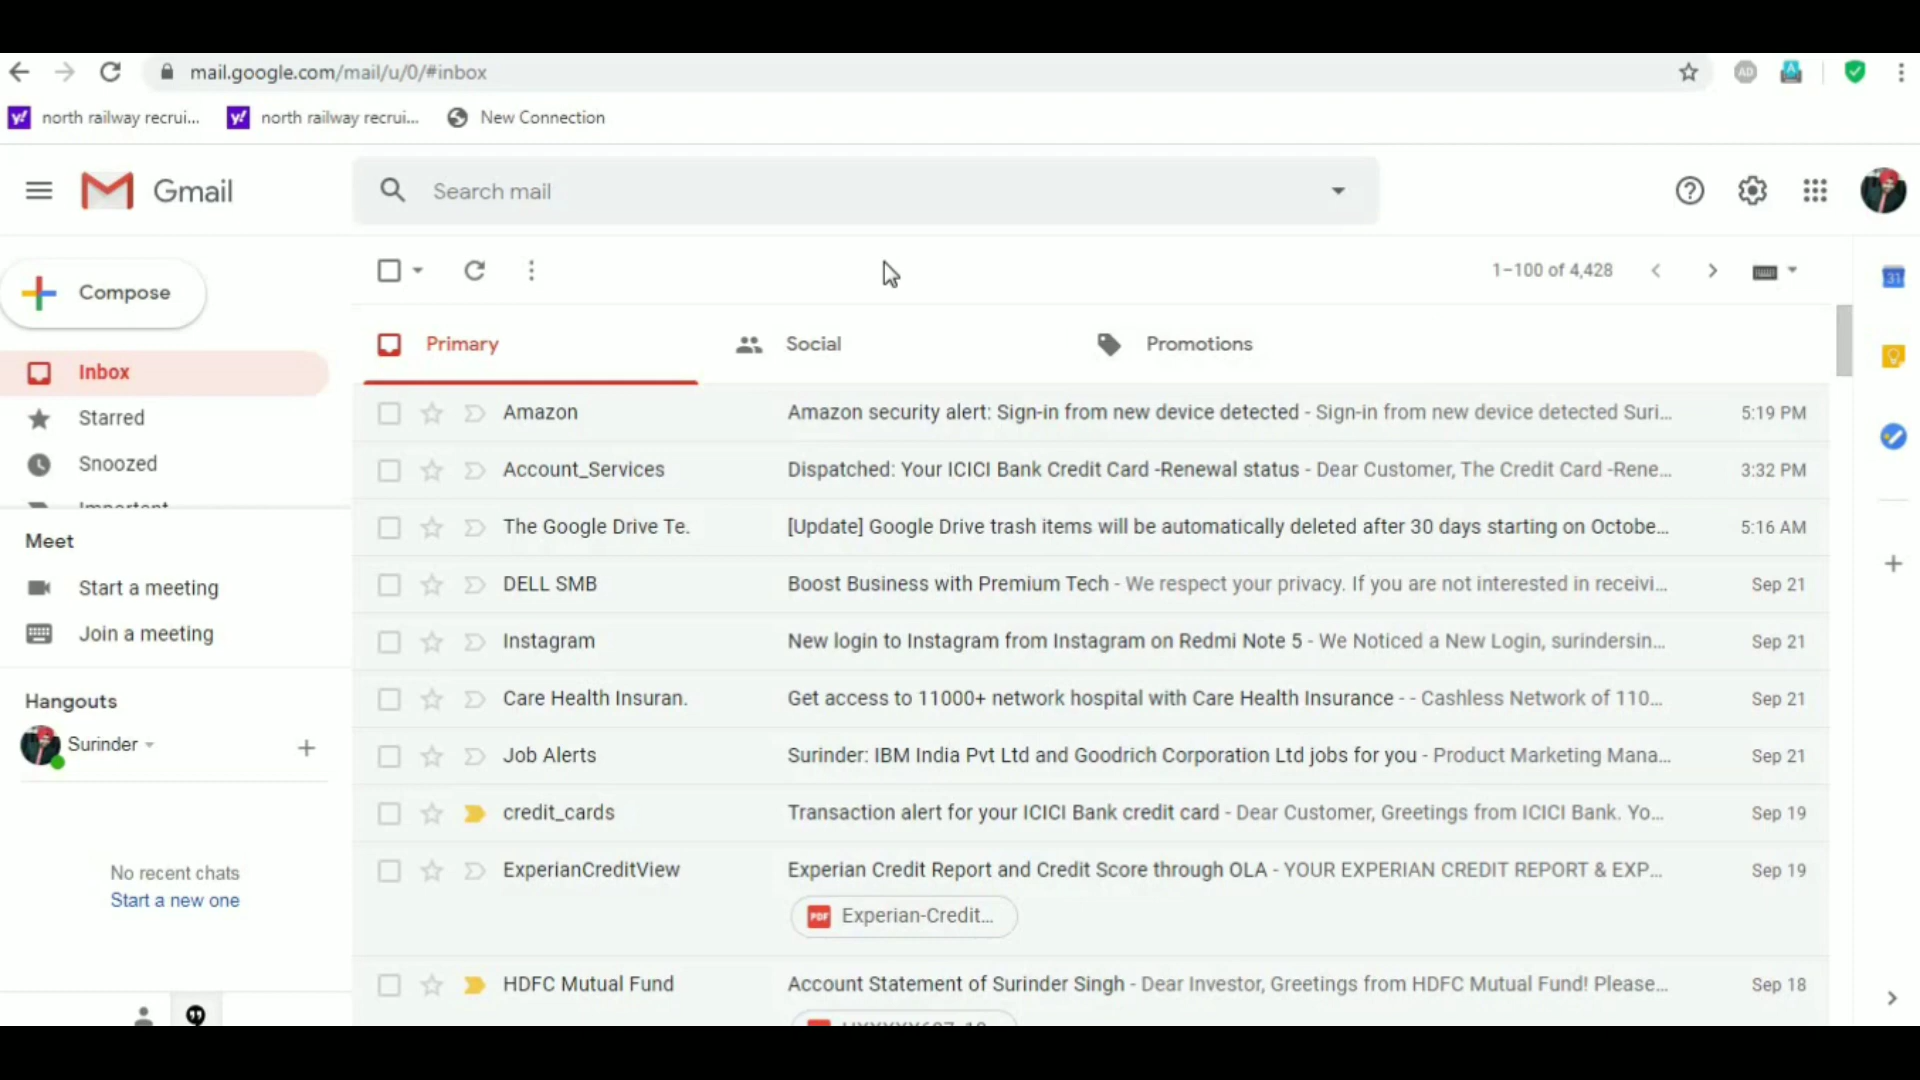 mail.google.com/mail/u/0/#inbox
AD
north railway recrui...
north railway recrui...
New Connection
Gmail
Search mail
Compose
1–100 of 4,428
31
Primary
Social
Promotions
Inbox
Starred
Snoozed
Important
Meet
Start a meeting
Join a meeting
Hangouts
Surinder
No recent chats
Start a new one
Amazon Amazon security alert: Sign-in from new device detected - Sign-in from new device detected Suri... 5:19 PM
Account_Services Dispatched: Your ICICI Bank Credit Card -Renewal status - Dear Customer, The Credit Card -Rene... 3:32 PM
The Google Drive Te. [Update] Google Drive trash items will be automatically deleted after 30 days starting on Octobe... 5:16 AM
DELL SMB Boost Business with Premium Tech - We respect your privacy. If you are not interested in receivi... Sep 21
Instagram New login to Instagram from Instagram on Redmi Note 5 - We Noticed a New Login, surindersin... Sep 21
Care Health Insuran. Get access to 11000+ network hospital with Care Health Insurance - - Cashless Network of 110... Sep 21
Job Alerts Surinder: IBM India Pvt Ltd and Goodrich Corporation Ltd jobs for you - Product Marketing Mana... Sep 21
credit_cards Transaction alert for your ICICI Bank credit card - Dear Customer, Greetings from ICICI Bank. Yo... Sep 19
ExperianCreditView Experian Credit Report and Credit Score through OLA - YOUR EXPERIAN CREDIT REPORT & EXP... Sep 19
PDF Experian-Credit...
HDFC Mutual Fund Account Statement of Surinder Singh - Dear Investor, Greetings from HDFC Mutual Fund! Please... Sep 18